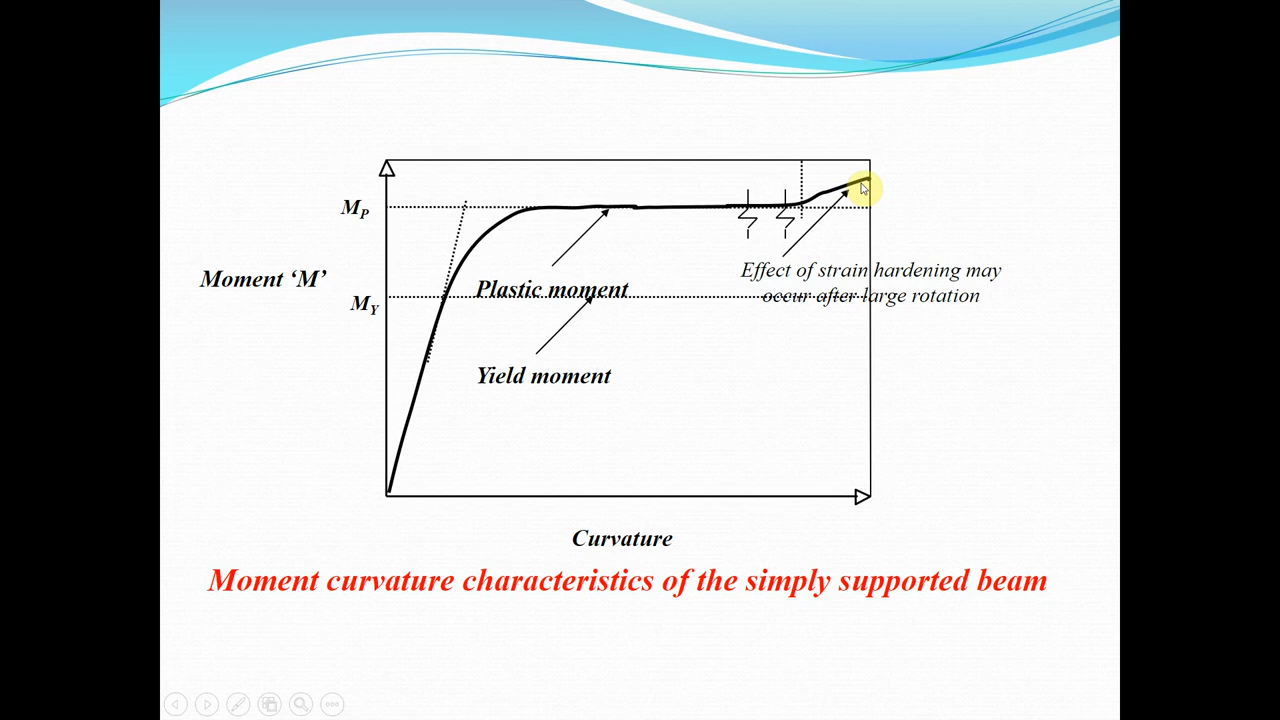 M_P
Moment ‘M’
M_Y
Plastic moment
Yield moment
Effect of strain hardening may
occur after large rotation
Curvature
Moment curvature characteristics of the simply supported beam